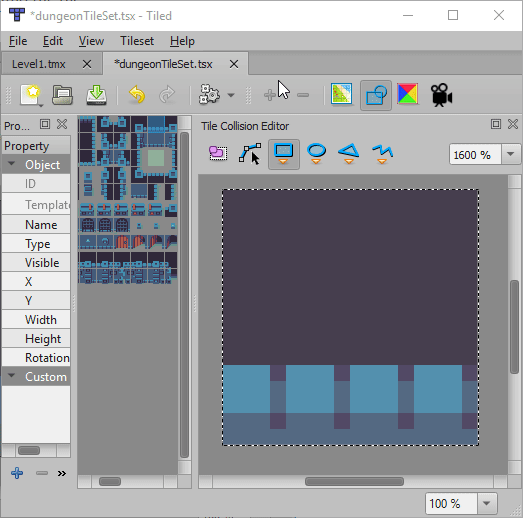 *dungeonTileSet.tsx - Tiled
File Edit View Tileset Help
Level1.tmx *dungeonTileSet.tsx
Pro... Tile Collision Editor
Property
1600 %
Object
ID
Template
Name
Type
Visible
X
Y
Width
Height
Rotation
Custom
»
100 %